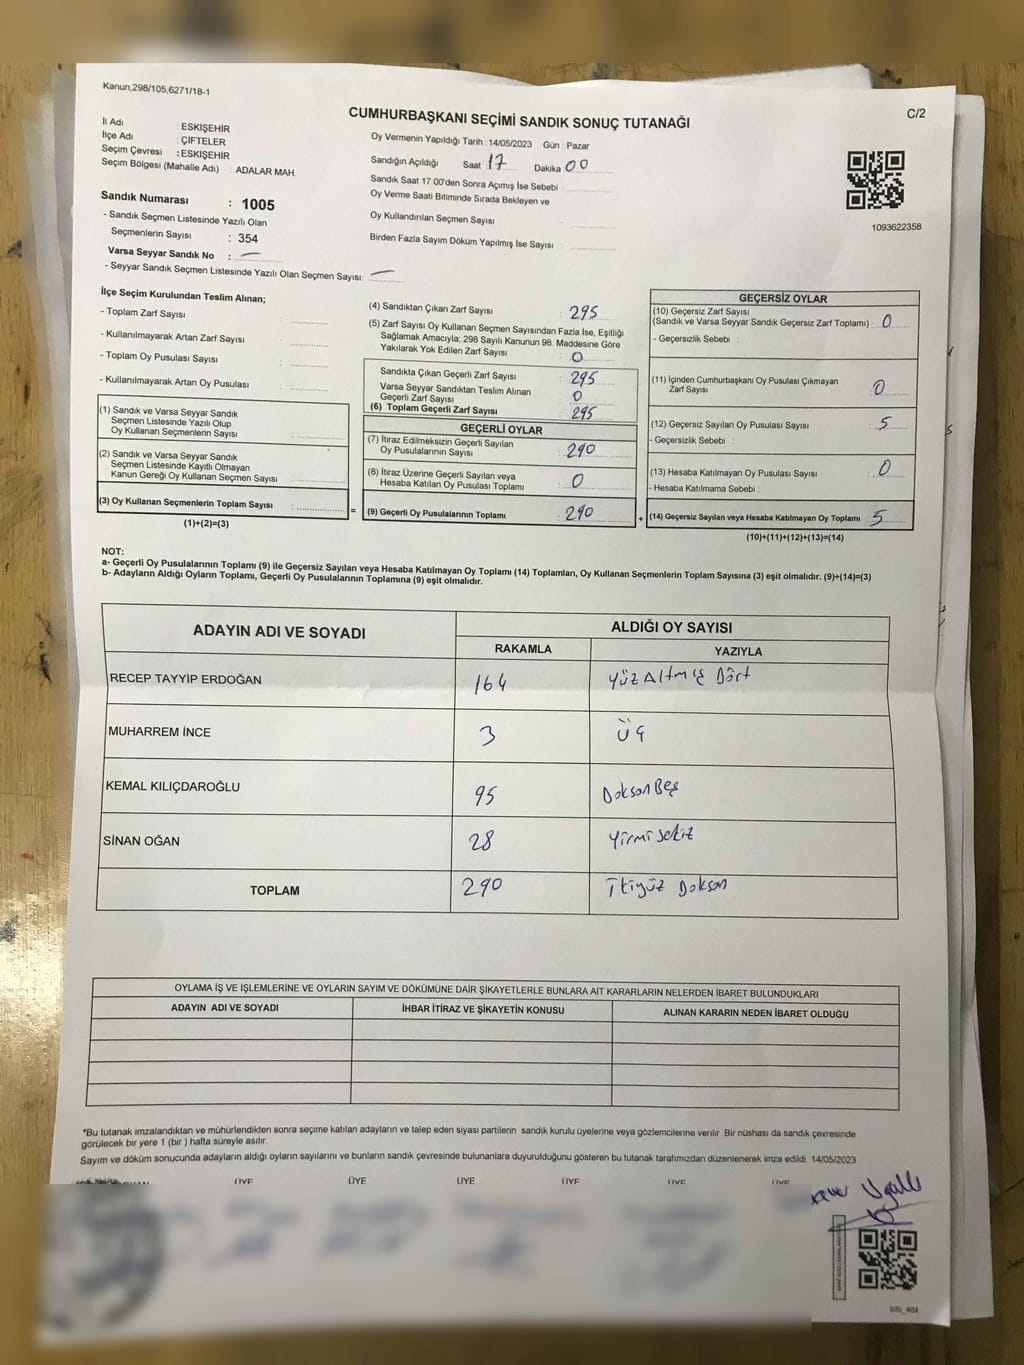 Kanun,298/105,6271/18-1
C/2
CUMHURBAŞKANI SEÇİMİ SANDIK SONUÇ TUTANAĞI
İl Adı : ESKİŞEHİR
İlçe Adı : ÇİFTELER
Seçim Çevresi : ESKİŞEHİR
Seçim Bölgesi (Mahalle Adı) : ADALAR MAH.
Sandık Numarası : 1005
- Sandık Seçmen Listesinde Yazılı Olan
Seçmenlerin Sayısı : 354
Varsa Seyyar Sandık No : —
- Seyyar Sandık Seçmen Listesinde Yazılı Olan Seçmen Sayısı: —
Oy Vermenin Yapıldığı Tarih : 14/05/2023 Gün : Pazar
Sandığın Açıldığı Saat 17 Dakika 00
Sandık Saat 17:00'den Sonra Açımış İse Sebebi :
Oy Verme Saati Bitiminde Sırada Bekleyen ve
Oy Kullandırılan Seçmen Sayısı :
Birden Fazla Sayım Döküm Yapılmış İse Sayısı :
1093622358
İlçe Seçim Kurulundan Teslim Alınan;
- Toplam Zarf Sayısı :
- Kullanılmayarak Artan Zarf Sayısı :
- Toplam Oy Pusulası Sayısı :
- Kullanılmayarak Artan Oy Pusulası :
(1) Sandık ve Varsa Seyyar Sandık
Seçmen Listesinde Yazılı Olup
Oy Kullanan Seçmenlerin Sayısı :
(2) Sandık ve Varsa Seyyar Sandık
Seçmen Listesinde Kayıtlı Olmayan
Kanun Gereği Oy Kullanan Seçmen Sayısı :
(3) Oy Kullanan Seçmenlerin Toplam Sayısı : =
(1)+(2)=(3)
(4) Sandıktan Çıkan Zarf Sayısı : 295
(5) Zarf Sayısı Oy Kullanan Seçmen Sayısından Fazla İse, Eşitliği
Sağlamak Amacıyla; 298 Sayılı Kanunun 98. Maddesine Göre
Yakılarak Yok Edilen Zarf Sayısı : 0
Sandıkta Çıkan Geçerli Zarf Sayısı : 295
Varsa Seyyar Sandıktan Teslim Alınan
Geçerli Zarf Sayısı : 0
(6) Toplam Geçerli Zarf Sayısı : 295
GEÇERLİ OYLAR
(7) İtiraz Edilmeksizin Geçerli Sayılan
Oy Pusulalarının Sayısı : 290
(8) İtiraz Üzerine Geçerli Sayılan veya
Hesaba Katılan Oy Pusulası Toplamı : 0
(9) Geçerli Oy Pusulalarının Toplamı : 290 +
GEÇERSİZ OYLAR
(10) Geçersiz Zarf Sayısı
(Sandık ve Varsa Seyyar Sandık Geçersiz Zarf Toplamı) : 0
- Geçersizlik Sebebi :
(11) İçinden Cumhurbaşkanı Oy Pusulası Çıkmayan
Zarf Sayısı : 0
(12) Geçersiz Sayılan Oy Pusulası Sayısı : 5
- Geçersizlik Sebebi :
(13) Hesaba Katılmayan Oy Pusulası Sayısı : 0
- Hesaba Katılmama Sebebi :
(14) Geçersiz Sayılan veya Hesaba Katılmayan Oy Toplamı : 5
(10)+(11)+(12)+(13)=(14)
NOT:
a- Geçerli Oy Pusulalarının Toplamı (9) ile Geçersiz Sayılan veya Hesaba Katılmayan Oy Toplamı (14) Toplamları, Oy Kullanan Seçmenlerin Toplam Sayısına (3) eşit olmalıdır. (9)+(14)=(3)
b- Adayların Aldığı Oyların Toplamı, Geçerli Oy Pusulalarının Toplamına (9) eşit olmalıdır.
ADAYIN ADI VE SOYADI ALDIĞI OY SAYISI
RAKAMLA YAZIYLA
RECEP TAYYİP ERDOĞAN 164 Yüz Altmış Dört
MUHARREM İNCE 3 Üç
KEMAL KILIÇDAROĞLU 95 Doksan Beş
SİNAN OĞAN 28 Yirmi sekiz
TOPLAM 290 İkiyüz Doksan
OYLAMA İŞ VE İŞLEMLERİNE VE OYLARIN SAYIM VE DÖKÜMÜNE DAİR ŞİKAYETLERLE BUNLARA AİT KARARLARIN NELERDEN İBARET BULUNDUKLARI
ADAYIN ADI VE SOYADI İHBAR İTİRAZ VE ŞİKAYETİN KONUSU ALINAN KARARIN NEDEN İBARET OLDUĞU
*Bu tutanak imzalandıktan ve mühürlendikten sonra seçime katılan adayların ve talep eden siyasi partilerin sandık kurulu üyelerine veya gözlemcilerine verilir. Bir nüshası da sandık çevresinde
görülecek bir yere 1 (bir ) hafta süreyle asılır.
Sayım ve döküm sonucunda adayların aldığı oyların sayılarını ve bunların sandık çevresinde bulunanlara duyurulduğunu gösteren bu tutanak tarafımızdan düzenlenerek imza edildi. 14/05/2023
ÜYE ÜYE ÜYE ÜYE ÜYE ÜYE